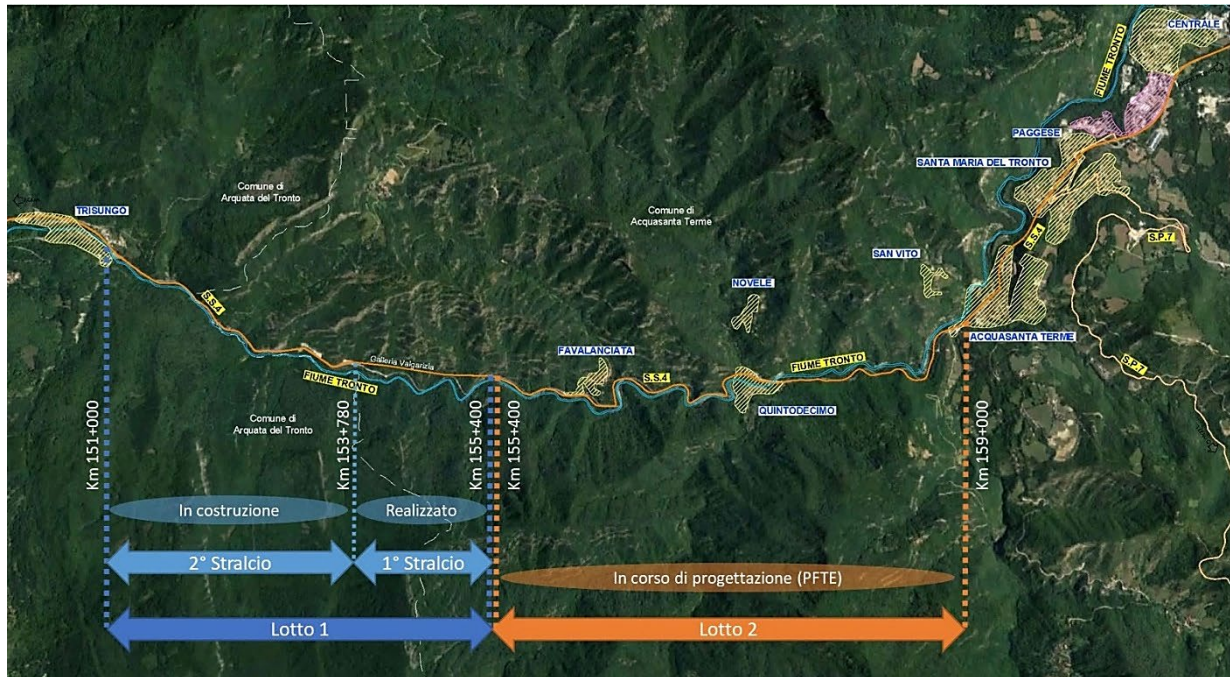 CENTRALE
FIUME TRONTO
PAGGESE
SANTA MARIA DEL TRONTO
Comune di
Arquata del Tronto
Comune di
Acquasanta Terme
TRISUNGO
S.P.7
S.S.4
SAN VITO
NOVELE
S.S.4
ACQUASANTA TERME
Galleria Valgarizia
FAVALANCIATA
FIUME TRONTO
S.S.4
FIUME TRONTO
S.P.7
QUINTODECIMO
Comune di
Arquata del Tronto
Km 151+000
Km 153+780
Km 155+400
Km 155+400
Km 159+000
In costruzione
Realizzato
2° Stralcio
1° Stralcio
In corso di progettazione (PFTE)
Lotto 1
Lotto 2